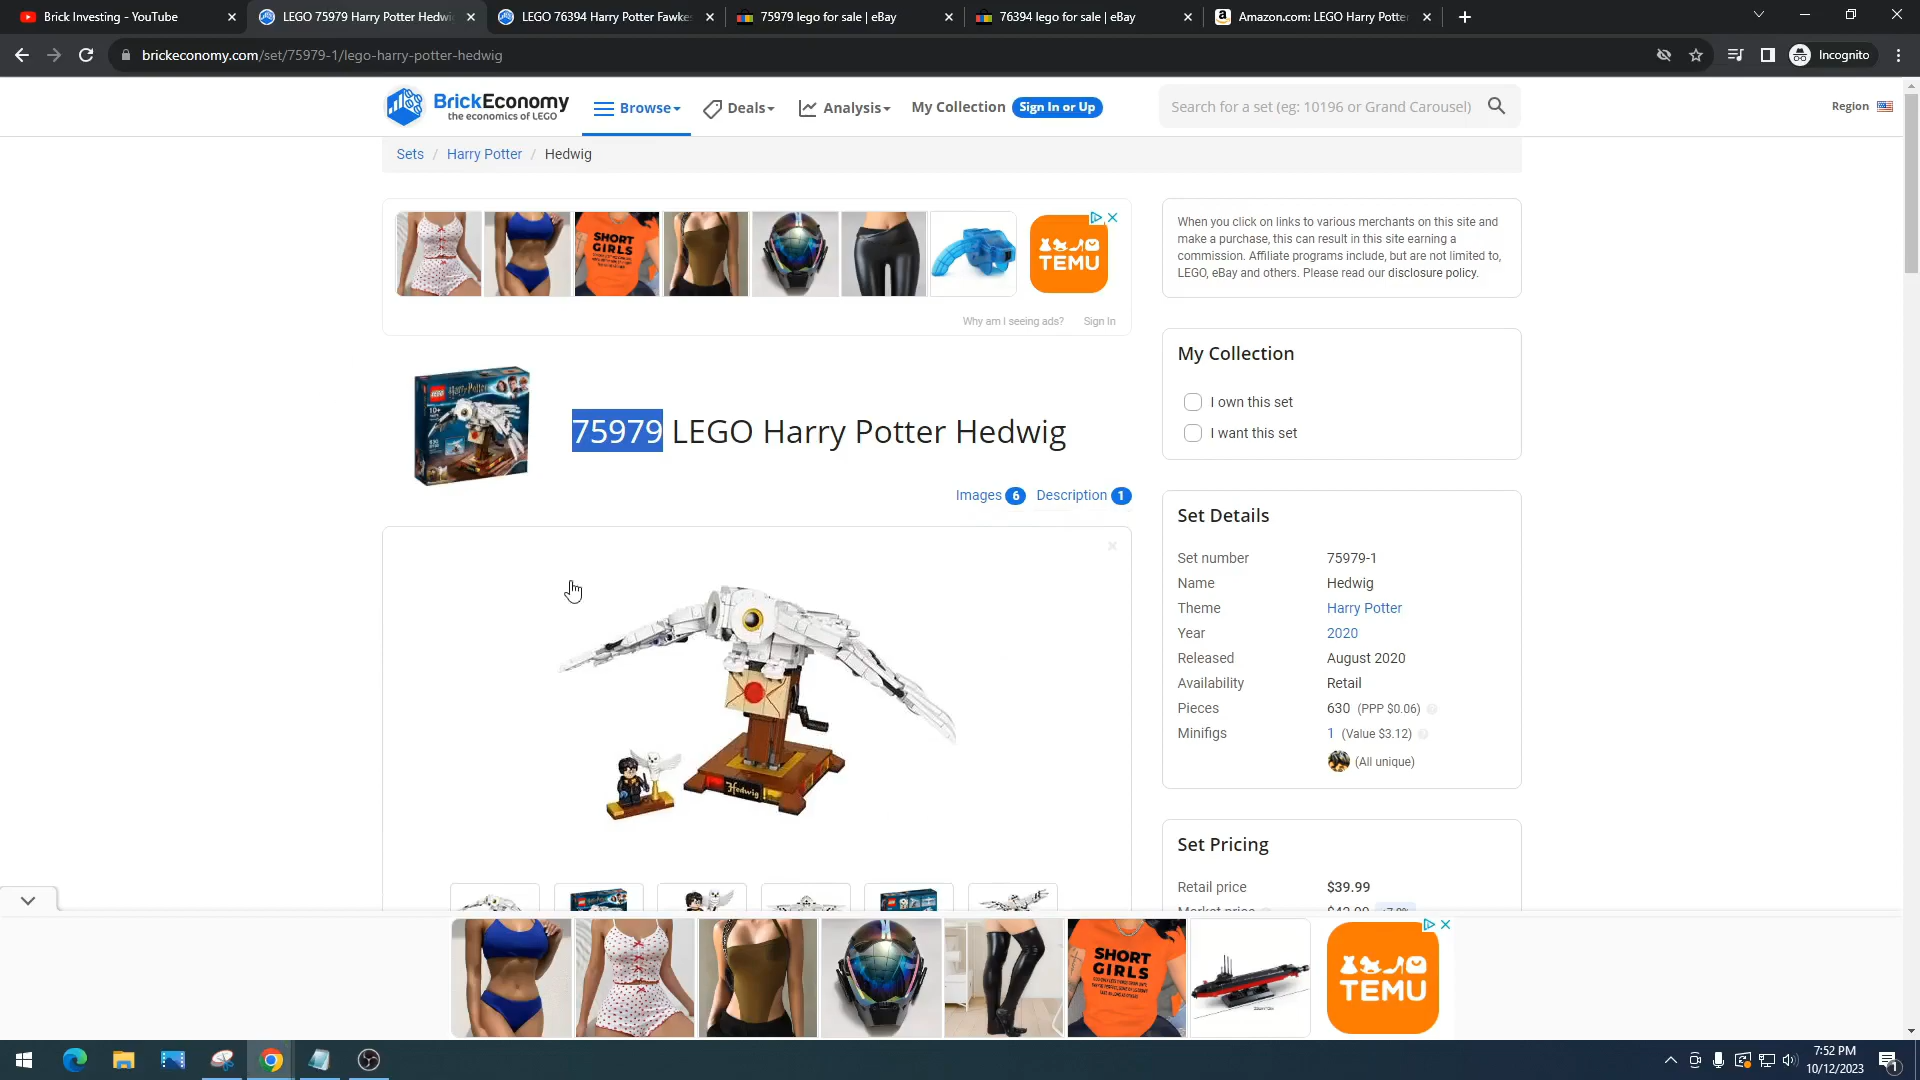 Brick Investing - YouTube
LEGO 75979 Harry Potter Hedwi
LEGO 76394 Harry Potter Fawke
75979 lego for sale | eBay
76394 lego for sale | eBay
Amazon.com: LEGO Harry Potter
brickeconomy.com/set/75979-1/lego-harry-potter-hedwig
Incognito
BrickEconomy
the economics of LEGO
Browse
Deals
Analysis
My Collection
Sign In or Up
Search for a set (eg: 10196 or Grand Carousel)
Region
Sets / Harry Potter / Hedwig
SHORT
GIRLS
TEMU
Why am I seeing ads?
Sign In
When you click on links to various merchants on this site and
make a purchase, this can result in this site earning a
commission. Affiliate programs include, but are not limited to,
LEGO, eBay and others. Please read our disclosure policy.
My Collection
I own this set
I want this set
75979 LEGO Harry Potter Hedwig
Images 6
Description 1
Hedwig
Set Details
Set number 75979-1
Name Hedwig
Theme Harry Potter
Year 2020
Released August 2020
Availability Retail
Pieces 630 (PPP $0.06)
Minifigs 1 (Value $3.12)
(All unique)
Set Pricing
Retail price $39.99
SHORT
GIRLS
TEMU
7:52 PM
10/12/2023
1